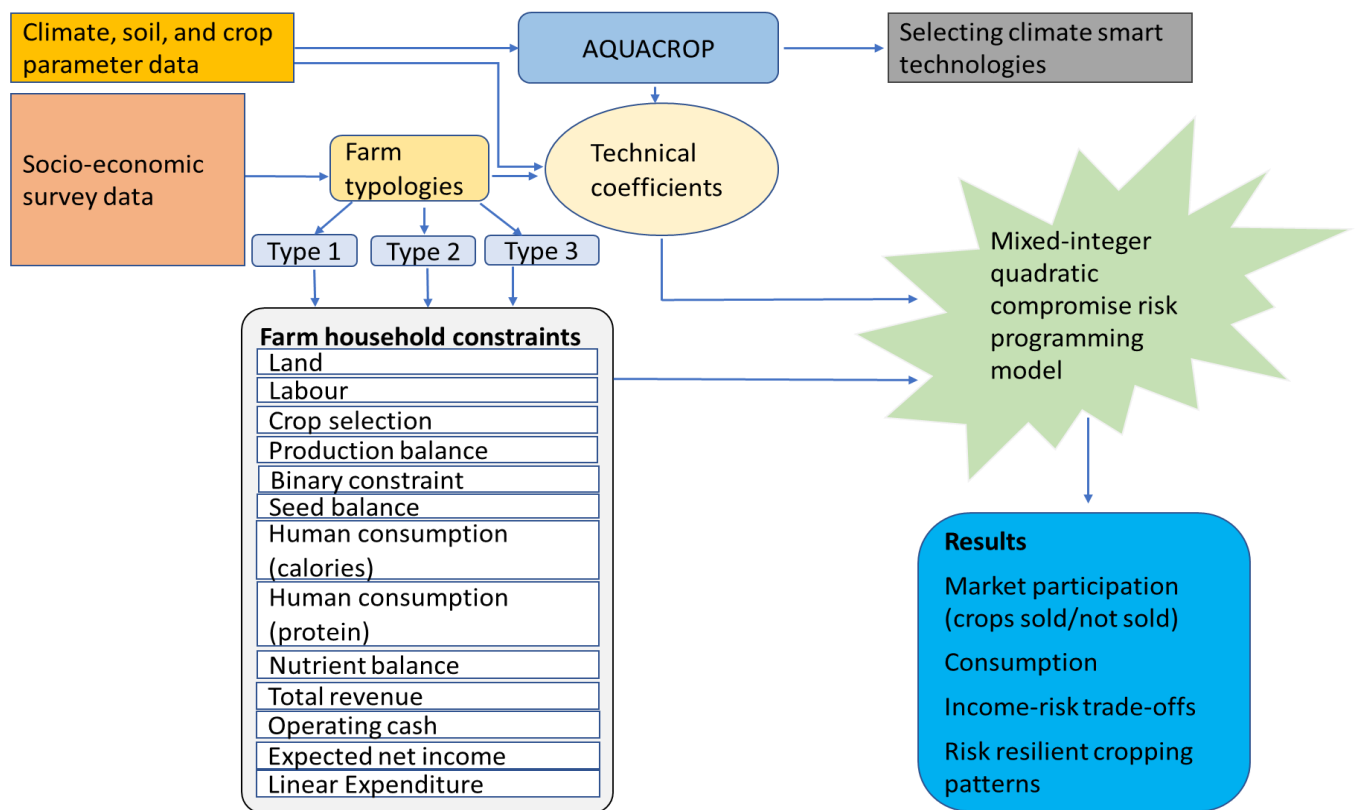 Climate, soil, and crop
parameter data
AQUACROP
Selecting climate smart
technologies
Socio-economic
survey data
Farm
typologies
Technical
coefficients
Type 1
Type 2
Type 3
Mixed-integer
quadratic
compromise risk
programming
model
Farm household constraints
Land
Labour
Crop selection
Production balance
Binary constraint
Seed balance
Human consumption
(calories)
Human consumption
(protein)
Nutrient balance
Total revenue
Operating cash
Expected net income
Linear Expenditure
Results
Market participation
(crops sold/not sold)
Consumption
Income-risk trade-offs
Risk resilient cropping
patterns